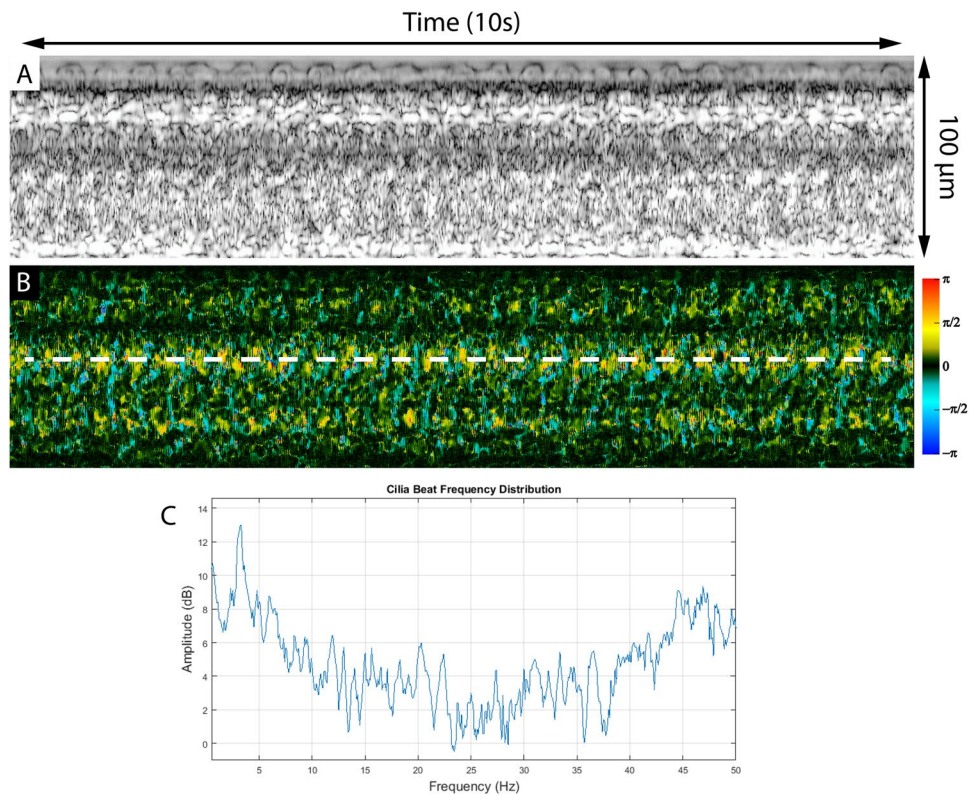 Time (10s)
A
100 μm
B
π
π/2
0
−π/2
−π
C
Cilia Beat Frequency Distribution
Amplitude (dB)
14
12
10
8
6
4
2
0
5 10 15 20 25 30 35 40 45 50
Frequency (Hz)